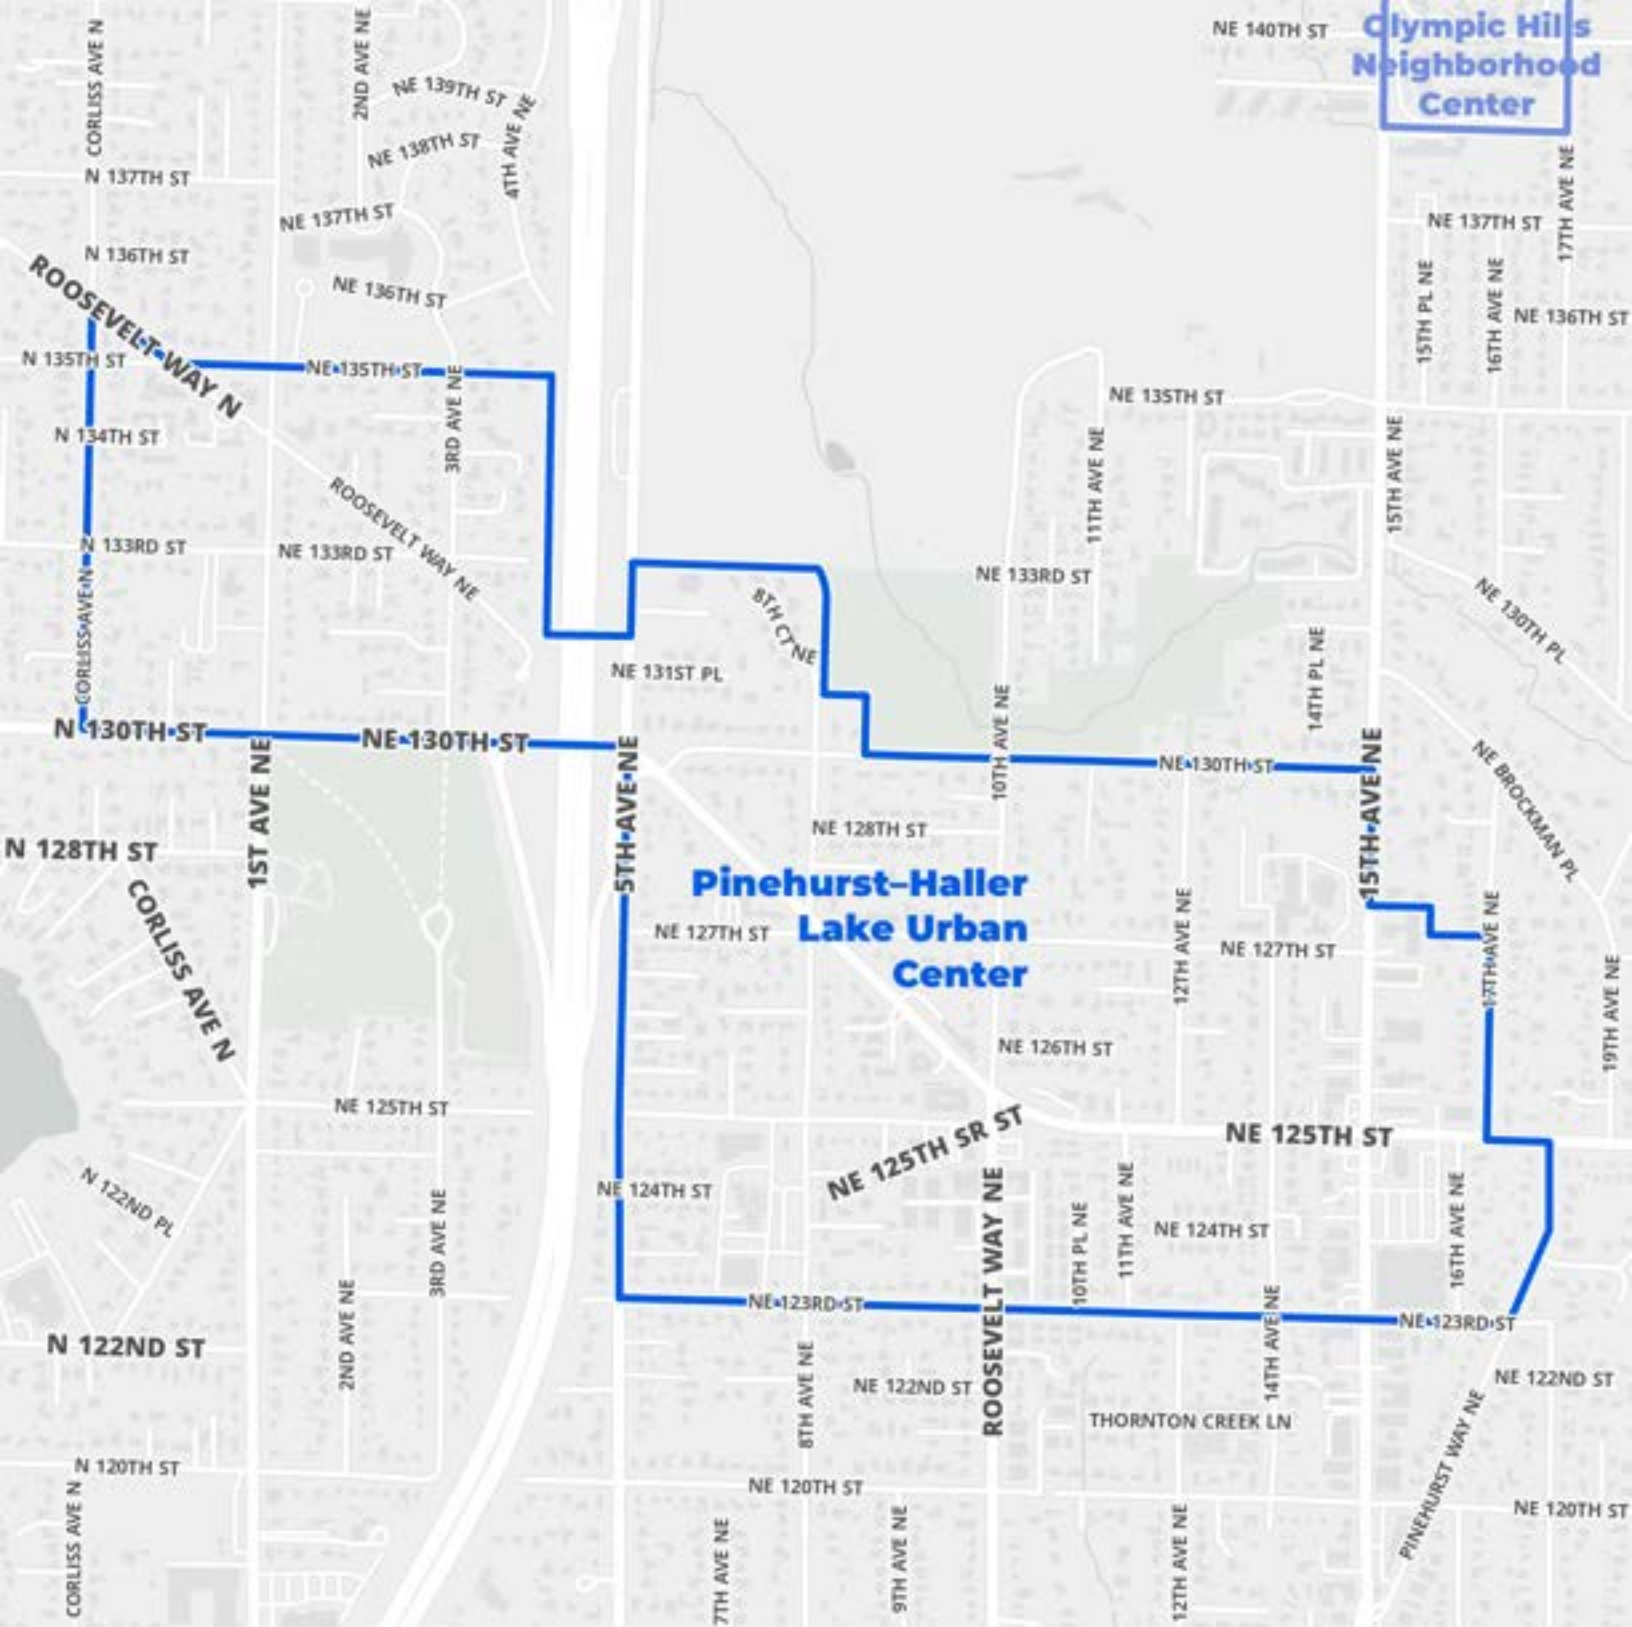 CORLISS AVE N
2ND AVE NE
NE 139TH ST
4TH AVE NE
NE 138TH ST
N 137TH ST
NE 137TH ST
N 136TH ST
NE 136TH ST
ROOSEVELT WAY N
N 135TH ST
NE 135TH ST
3RD AVE NE
N 134TH ST
ROOSEVELT WAY NE
N 133RD ST
NE 133RD ST
CORLISS AVE N
N 130TH ST
NE 130TH ST
1ST AVE NE
N 128TH ST
CORLISS AVE N
NE 125TH ST
N 122ND PL
3RD AVE NE
2ND AVE NE
N 122ND ST
N 120TH ST
CORLISS AVE N
NE 140TH ST
Olympic Hills
Neighborhood
Center
17TH AVE NE
NE 137TH ST
15TH PL NE
16TH AVE NE
NE 136TH ST
NE 135TH ST
11TH AVE NE
15TH AVE NE
NE 133RD ST
NE 130TH PL
8TH CT NE
NE 131ST PL
14TH PL NE
10TH AVE NE
NE 130TH ST
15TH AVE NE
NE BROCKMAN PL
5TH AVE NE
NE 128TH ST
Pinehurst–Haller
Lake Urban
Center
NE 127TH ST
12TH AVE NE
NE 127TH ST
17TH AVE NE
19TH AVE NE
NE 126TH ST
NE 125TH SR ST
NE 125TH ST
NE 124TH ST
ROOSEVELT WAY NE
10TH PL NE
11TH AVE NE
NE 124TH ST
16TH AVE NE
14TH AVE NE
NE 123RD ST
NE 123RD ST
8TH AVE NE
NE 122ND ST
NE 122ND ST
THORNTON CREEK LN
PINEHURST WAY NE
NE 120TH ST
NE 120TH ST
7TH AVE NE
9TH AVE NE
12TH AVE NE